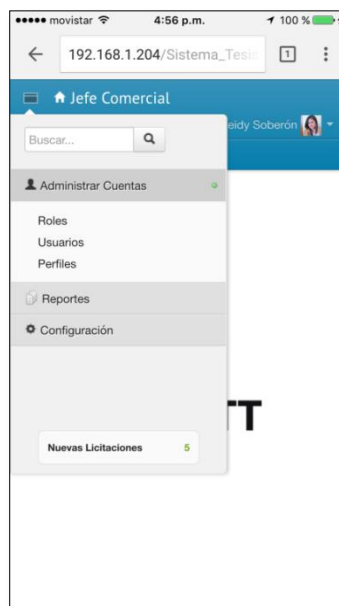 movistar 4:56 p.m. 100 %
192.168.1.204/Sistema_Tesis 1
Jefe Comercial
eidy Soberón
Buscar...
Administrar Cuentas
Roles
Usuarios
Perfiles
Reportes
Configuración
TT
Nuevas Licitaciones 5